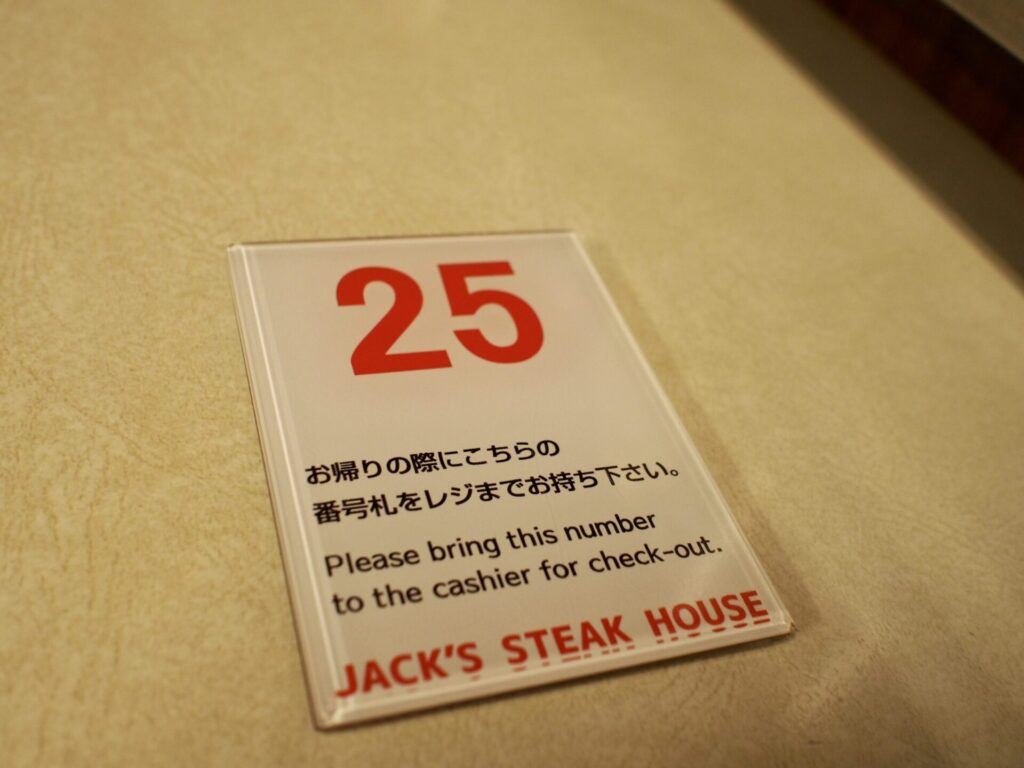 25
お帰りの際にこちらの
番号札をレジまでお持ち下さい。
Please bring this number
to the cashier for check-out.
JACK'S STEAK HOUSE